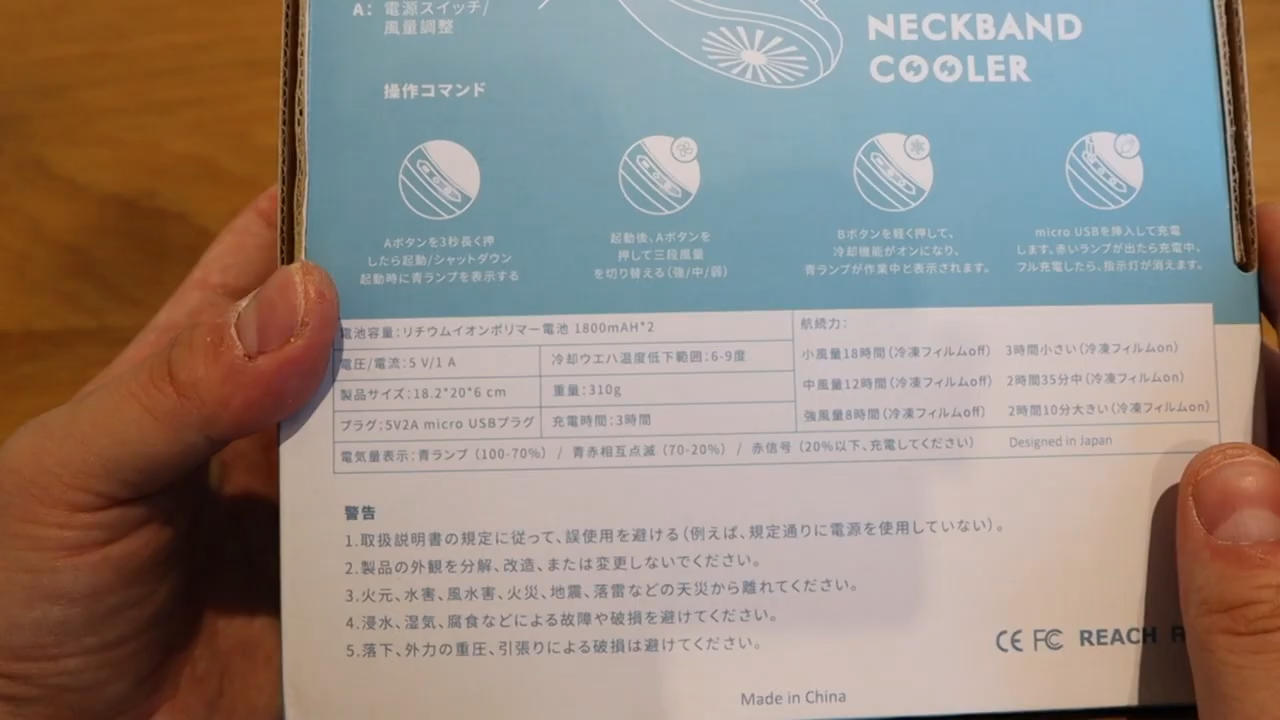 A: 電源スイッチ/
風量調整
NECKBAND
COOLER
操作コマンド
Aボタンを3秒長く押
したら起動/シャットダウン
起動時に青ランプを表示する
起動後、Aボタンを
押して三段風量
を切り替える(強/中/弱)
Bボタンを軽く押して、
冷却機能がオンになり、
青ランプが作業中と表示されます。
micro USBを挿入して充電
します。赤いランプが出たら充電中、
フル充電したら、指示灯が消えます。
電池容量:リチウムイオンポリマー電池 1800mAH*2
電圧/電流:5 V/1 A
冷却ウエハ温度低下範囲:6-9度
製品サイズ:18.2*20*6 cm
重量:310g
プラグ:5V2A micro USBプラグ
充電時間:3時間
航続力:
小風量18時間(冷凍フィルムoff) 3時間小さい(冷凍フィルムon)
中風量12時間(冷凍フィルムoff) 2時間35分中(冷凍フィルムon)
強風量8時間(冷凍フィルムoff) 2時間10分大きい(冷凍フィルムon)
電気量表示:青ランプ (100-70%) / 青赤相互点滅 (70-20%) / 赤信号 (20%以下、充電してください) Designed in Japan
警告
1.取扱説明書の規定に従って、誤使用を避ける(例えば、規定通りに電源を使用していない)。
2.製品の外観を分解、改造、または変更しないでください。
3.火元、水害、風水害、火災、地震、落雷などの天災から離れてください。
4.浸水、湿気、腐食などによる故障や破損を避けてください。
5.落下、外力の重圧、引張りによる破損は避けてください。
CE FC REACH
Made in China